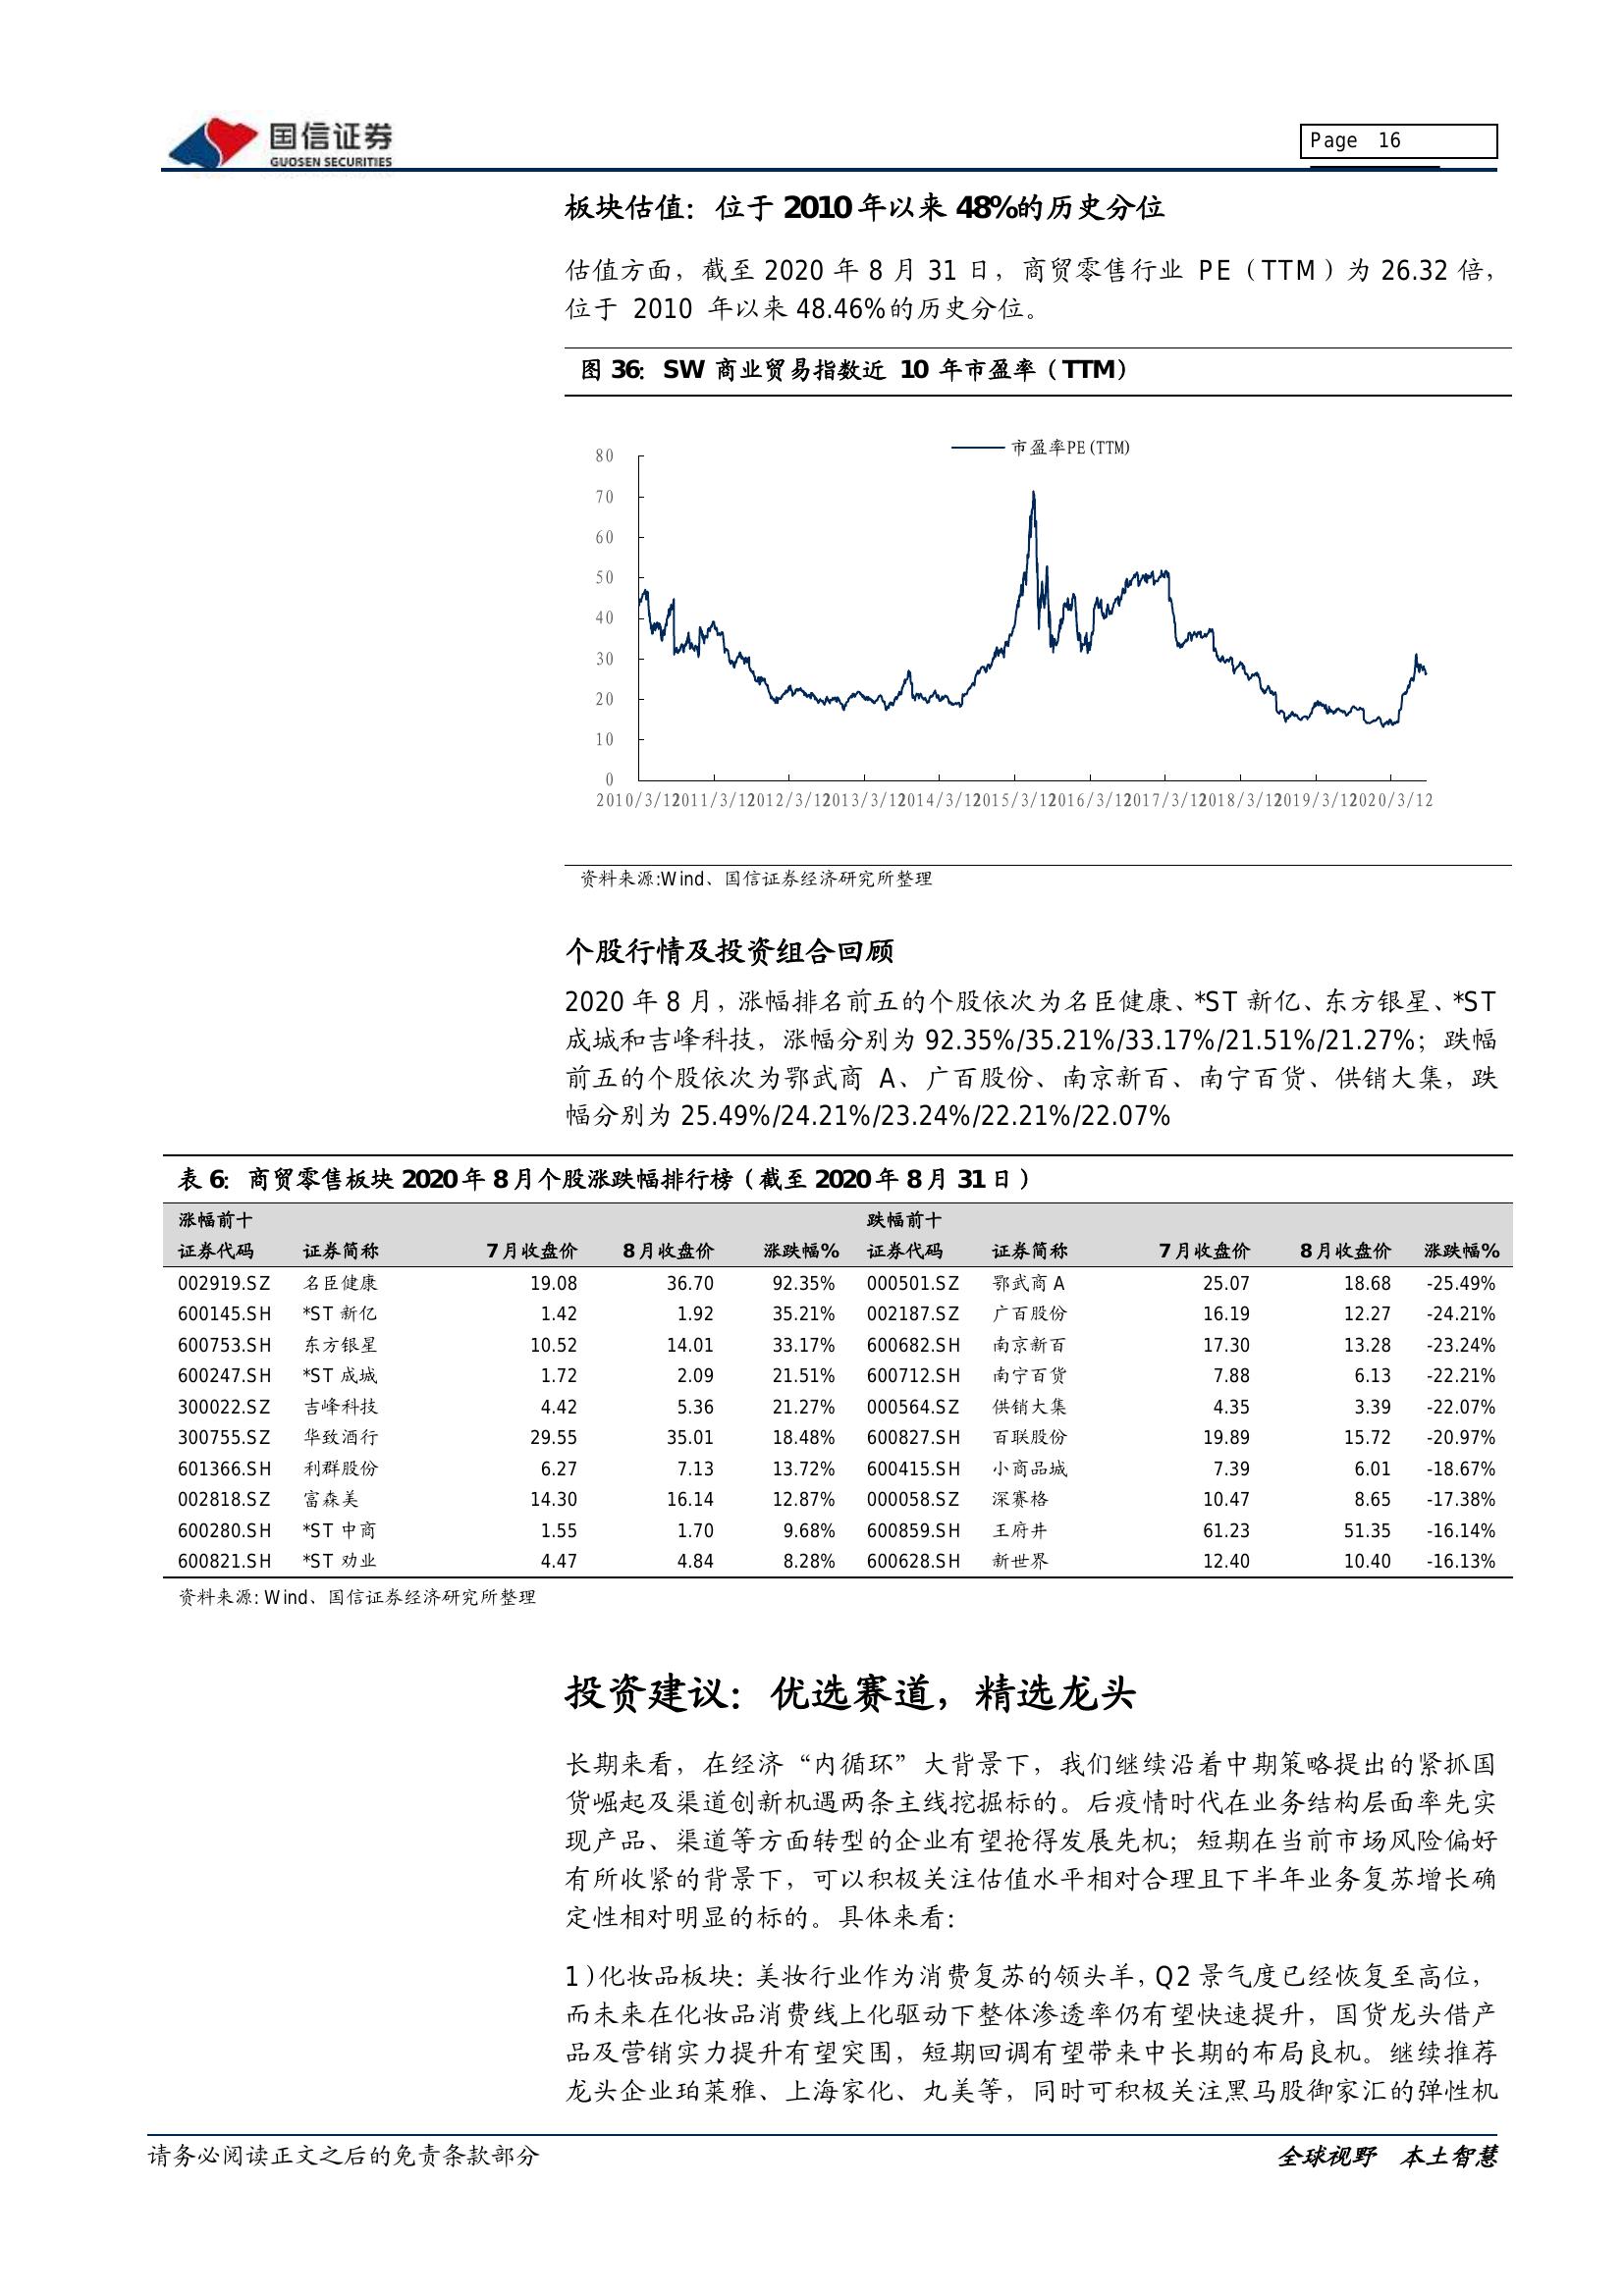 国信证券
GUOSEN SECURITIES
Page 16
板块估值：位于 2010 年以来 48%的历史分位
估值方面，截至 2020 年 8 月 31 日，商贸零售行业 PE（TTM）为 26.32 倍，
位于 2010 年以来 48.46%的历史分位。
图 36：SW 商业贸易指数近 10 年市盈率（TTM）
市盈率PE(TTM)
80
70
60
50
40
30
20
10
0
2010/3/12 2011/3/12 2012/3/12 2013/3/12 2014/3/12 2015/3/12 2016/3/12 2017/3/12 2018/3/12 2019/3/12 2020/3/12
资料来源:Wind、国信证券经济研究所整理
个股行情及投资组合回顾
2020 年 8 月，涨幅排名前五的个股依次为名臣健康、*ST 新亿、东方银星、*ST
成城和吉峰科技，涨幅分别为 92.35%/35.21%/33.17%/21.51%/21.27%；跌幅
前五的个股依次为鄂武商 A、广百股份、南京新百、南宁百货、供销大集，跌
幅分别为 25.49%/24.21%/23.24%/22.21%/22.07%
表 6：商贸零售板块 2020 年 8 月个股涨跌幅排行榜（截至 2020 年 8 月 31 日）
涨幅前十 跌幅前十
证券代码 证券简称 7 月收盘价 8 月收盘价 涨跌幅% 证券代码 证券简称 7 月收盘价 8 月收盘价 涨跌幅%
002919.SZ 名臣健康 19.08 36.70 92.35% 000501.SZ 鄂武商 A 25.07 18.68 -25.49%
600145.SH *ST 新亿 1.42 1.92 35.21% 002187.SZ 广百股份 16.19 12.27 -24.21%
600753.SH 东方银星 10.52 14.01 33.17% 600682.SH 南京新百 17.30 13.28 -23.24%
600247.SH *ST 成城 1.72 2.09 21.51% 600712.SH 南宁百货 7.88 6.13 -22.21%
300022.SZ 吉峰科技 4.42 5.36 21.27% 000564.SZ 供销大集 4.35 3.39 -22.07%
300755.SZ 华致酒行 29.55 35.01 18.48% 600827.SH 百联股份 19.89 15.72 -20.97%
601366.SH 利群股份 6.27 7.13 13.72% 600415.SH 小商品城 7.39 6.01 -18.67%
002818.SZ 富森美 14.30 16.14 12.87% 000058.SZ 深赛格 10.47 8.65 -17.38%
600280.SH *ST 中商 1.55 1.70 9.68% 600859.SH 王府井 61.23 51.35 -16.14%
600821.SH *ST 劝业 4.47 4.84 8.28% 600628.SH 新世界 12.40 10.40 -16.13%
资料来源: Wind、国信证券经济研究所整理
投资建议：优选赛道，精选龙头
长期来看，在经济“内循环”大背景下，我们继续沿着中期策略提出的紧抓国
货崛起及渠道创新机遇两条主线挖掘标的。后疫情时代在业务结构层面率先实
现产品、渠道等方面转型的企业有望抢得发展先机；短期在当前市场风险偏好
有所收紧的背景下，可以积极关注估值水平相对合理且下半年业务复苏增长确
定性相对明显的标的。具体来看：
1）化妆品板块：美妆行业作为消费复苏的领头羊，Q2 景气度已经恢复至高位，
而未来在化妆品消费线上化驱动下整体渗透率仍有望快速提升，国货龙头借产
品及营销实力提升有望突围，短期回调有望带来中长期的布局良机。继续推荐
龙头企业珀莱雅、上海家化、丸美等，同时可积极关注黑马股御家汇的弹性机
请务必阅读正文之后的免责条款部分
全球视野 本土智慧